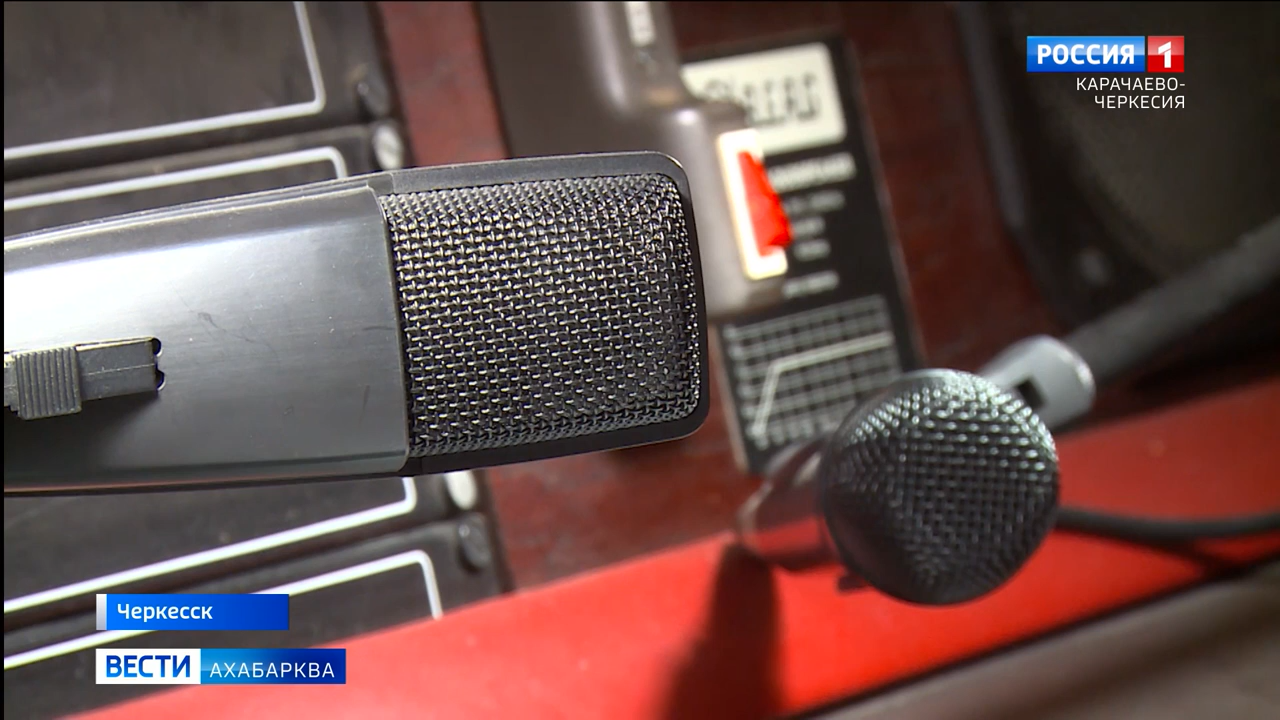 РОССИЯ 1
КАРАЧАЕВО-
ЧЕРКЕСИЯ
Черкесск
ВЕСТИ АХАБАРКВА